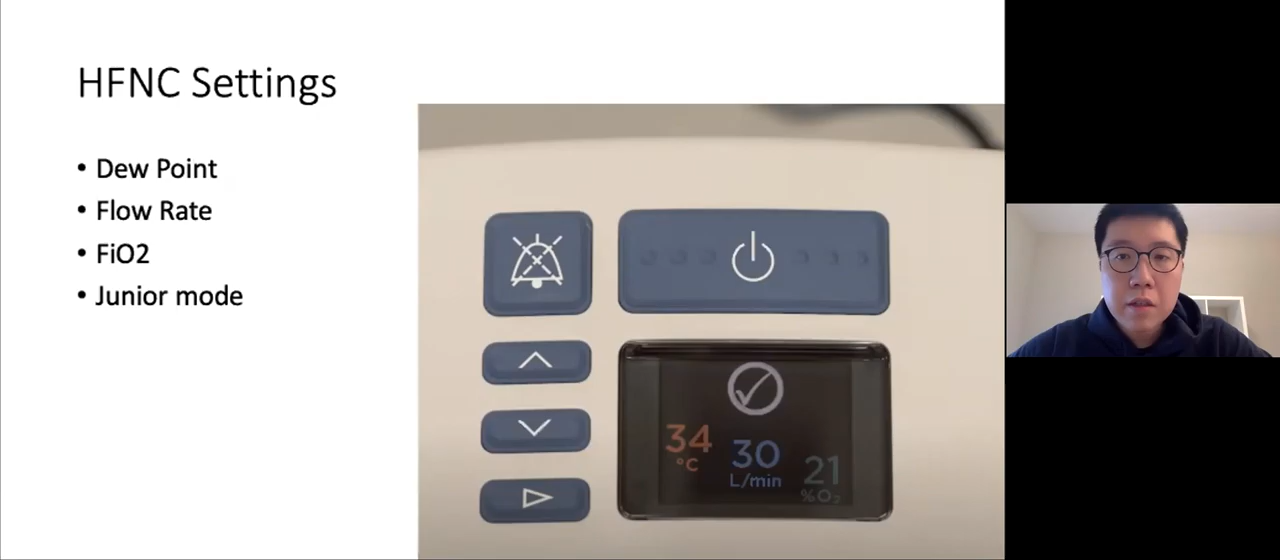 HFNC Settings
• Dew Point
• Flow Rate
• FiO2
• Junior mode
34
°C
30
L/min
21
%O₂